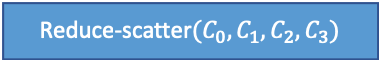 Reduce-scatter(C₀, C₁, C₂, C₃)